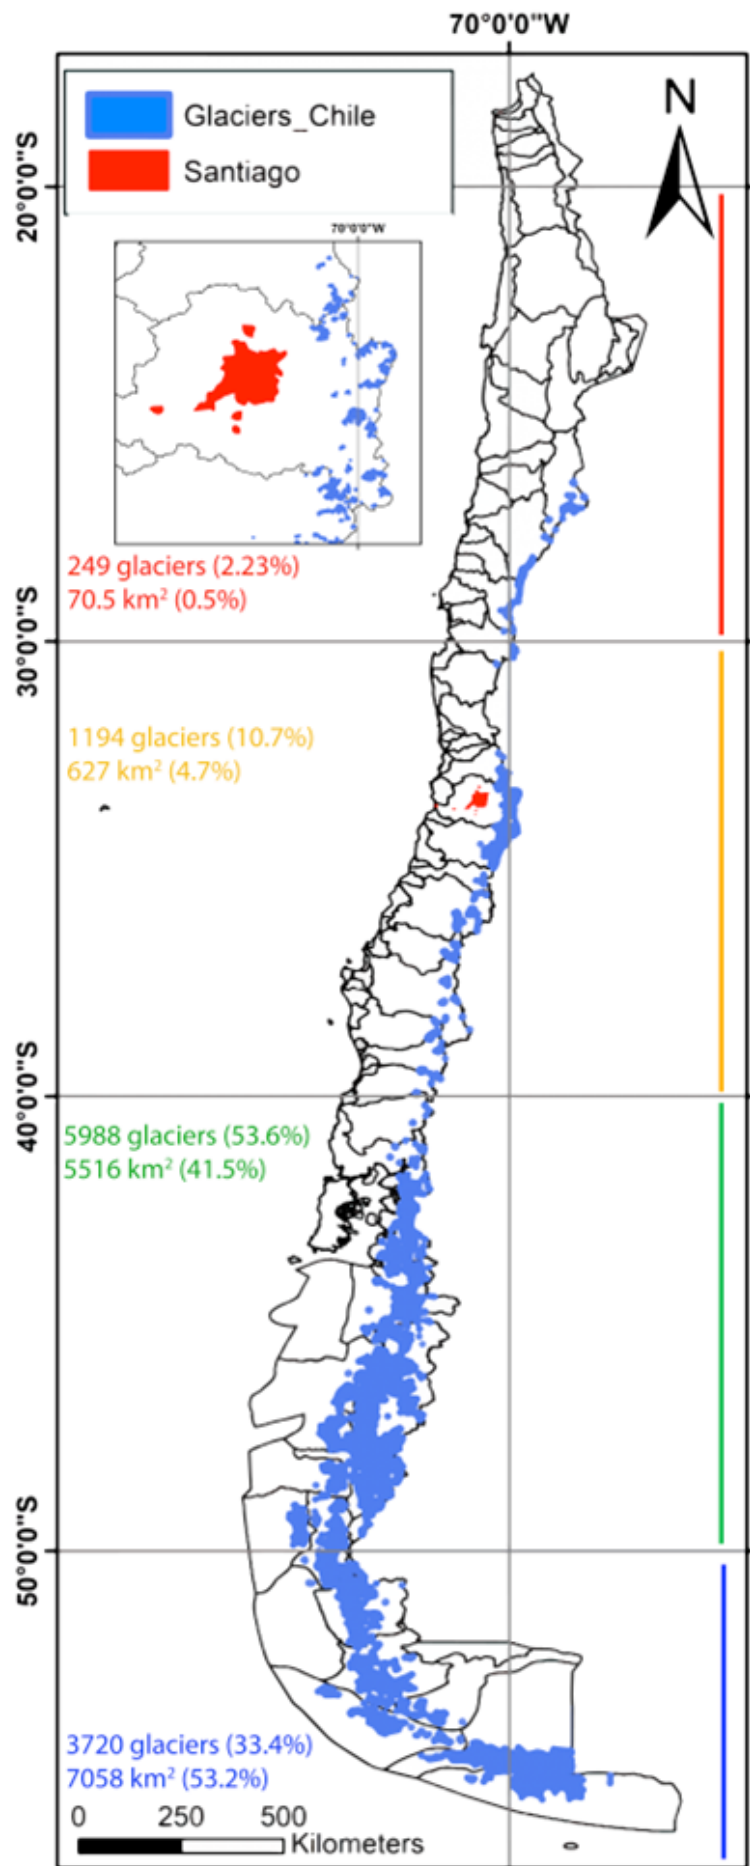 70°0'0"W
Glaciers_Chile
Santiago
N
20°0'0"S
70°0'0"W
249 glaciers (2.23%)
70.5 km² (0.5%)
30°0'0"S
1194 glaciers (10.7%)
627 km² (4.7%)
40°0'0"S
5988 glaciers (53.6%)
5516 km² (41.5%)
50°0'0"S
3720 glaciers (33.4%)
7058 km² (53.2%)
0 250 500
Kilometers